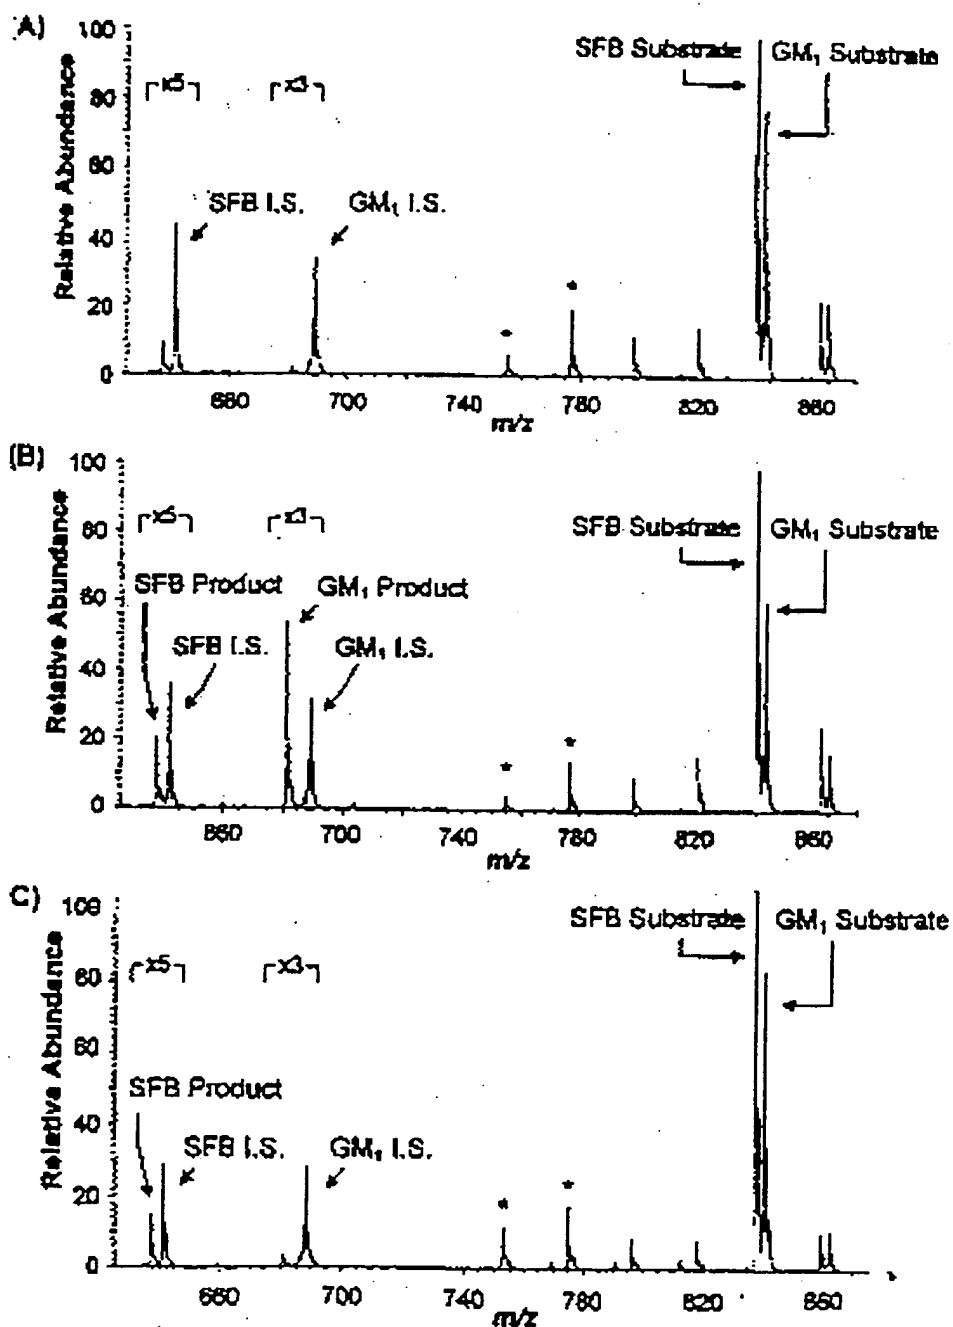 (A)
100
80
60
40
20
0
Relative Abundance
x5
x3
SFB I.S.
GM₁ I.S.
SFB Substrate
GM₁ Substrate
*
*
660 700 740 780 820 860
m/z
(B)
100
80
60
40
20
0
Relative Abundance
x5
x3
SFB Product
SFB I.S.
GM₁ Product
GM₁ I.S.
SFB Substrate
GM₁ Substrate
*
*
660 700 740 780 820 860
m/z
C)
100
80
60
40
20
0
Relative Abundance
x5
x3
SFB Product
SFB I.S.
GM₁ I.S.
SFB Substrate
GM₁ Substrate
*
*
660 700 740 780 820 860
m/z